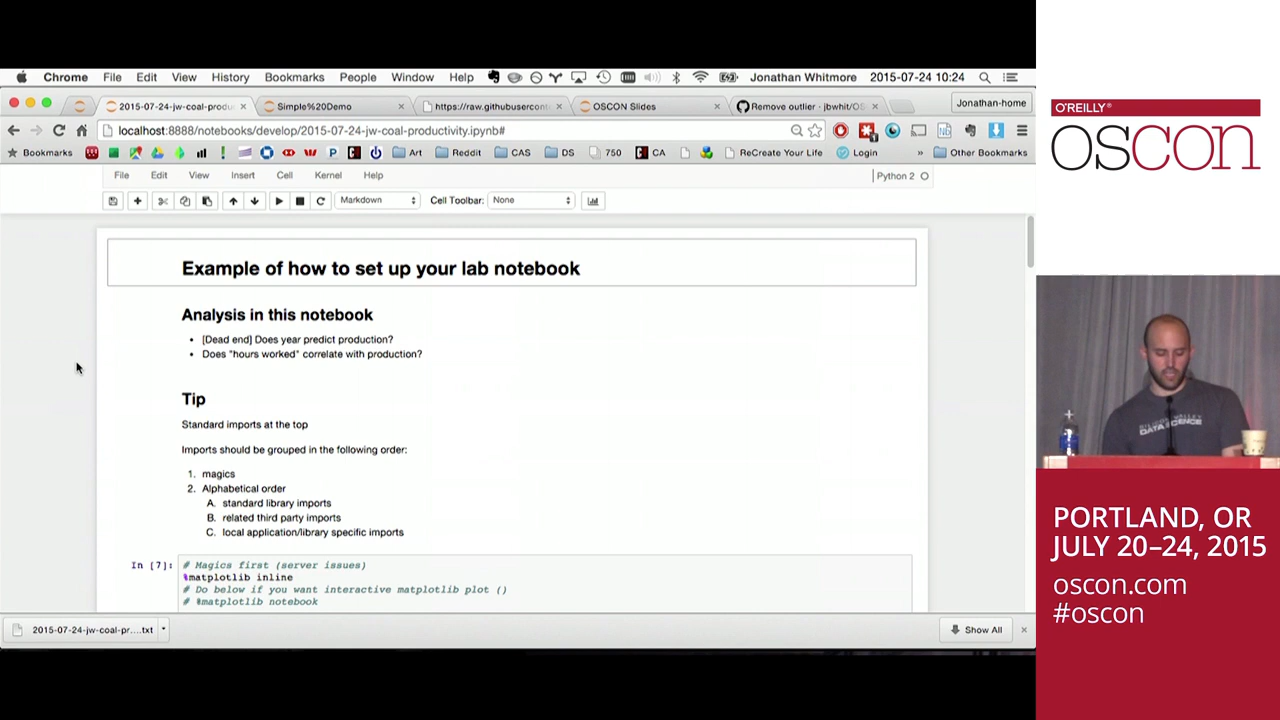 Chrome File Edit View History Bookmarks People Window Help Jonathan Whitmore 2015-07-24 10:24
2015-07-24-jw-coal-produ Simple%20Demo https://raw.githubuserconte OSCON Slides Remove outlier · jbwhit/OS Jonathan-home
localhost:8888/notebooks/develop/2015-07-24-jw-coal-productivity.ipynb#
Bookmarks Art Reddit CAS DS 750 CA ReCreate Your Life Login » Other Bookmarks
File Edit View Insert Cell Kernel Help Python 2
Markdown Cell Toolbar: None
Example of how to set up your lab notebook
Analysis in this notebook
• [Dead end] Does year predict production?
• Does "hours worked" correlate with production?
Tip
Standard imports at the top
Imports should be grouped in the following order:
1. magics
2. Alphabetical order
A. standard library imports
B. related third party imports
C. local application/library specific imports
In [7]: # Magics first (server issues)
%matplotlib inline
# Do below if you want interactive matplotlib plot ()
# %matplotlib notebook
2015-07-24-jw-coal-pr....txt Show All
O'REILLY®
OSCON
DATA SCIENCE
PORTLAND, OR
JULY 20–24, 2015
oscon.com
#oscon